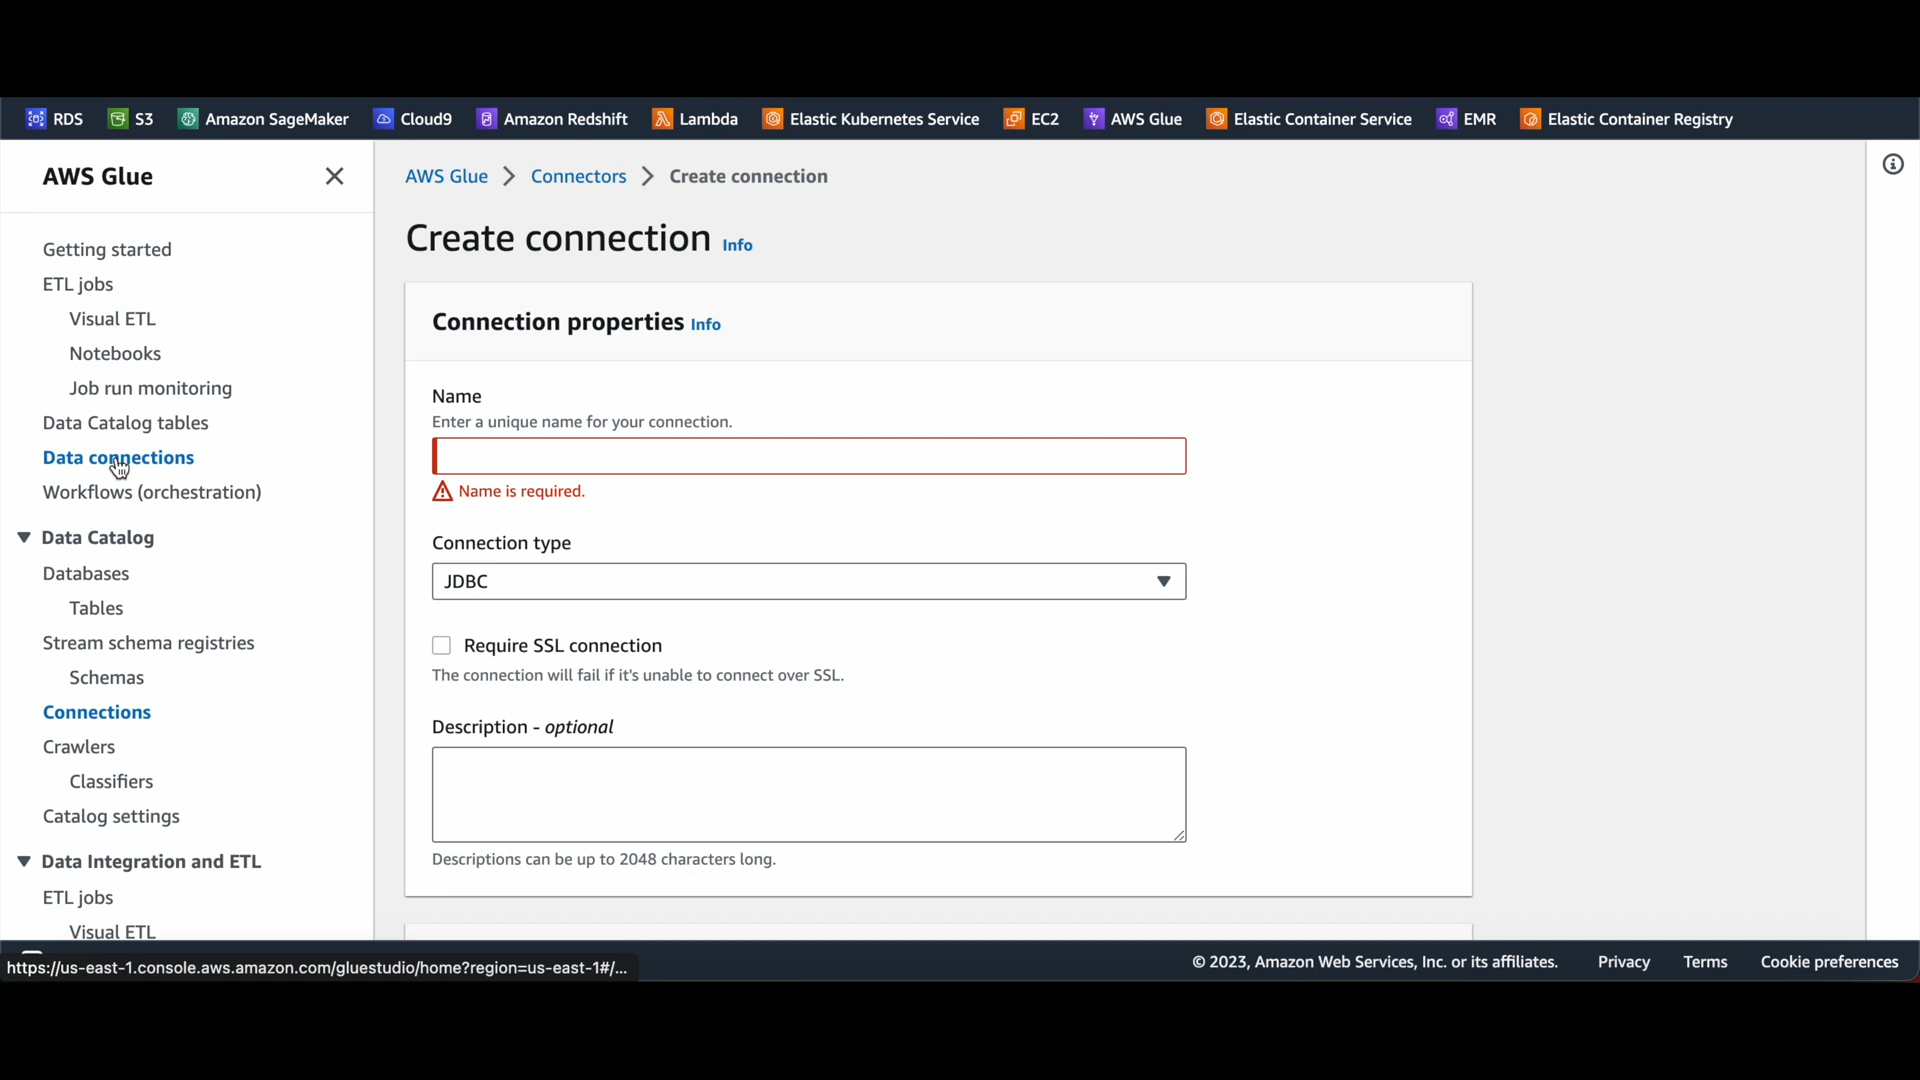 RDS S3 Amazon SageMaker Cloud9 Amazon Redshift Lambda Elastic Kubernetes Service EC2 AWS Glue Elastic Container Service EMR Elastic Container Registry
AWS Glue
Getting started
ETL jobs
Visual ETL
Notebooks
Job run monitoring
Data Catalog tables
Data connections
Workflows (orchestration)
Data Catalog
Databases
Tables
Stream schema registries
Schemas
Connections
Crawlers
Classifiers
Catalog settings
Data Integration and ETL
ETL jobs
Visual ETL
AWS Glue Connectors Create connection
Create connection Info
Connection properties Info
Name
Enter a unique name for your connection.
Name is required.
Connection type
JDBC
Require SSL connection
The connection will fail if it's unable to connect over SSL.
Description - optional
Descriptions can be up to 2048 characters long.
https://us-east-1.console.aws.amazon.com/gluestudio/home?region=us-east-1#/...
© 2023, Amazon Web Services, Inc. or its affiliates. Privacy Terms Cookie preferences